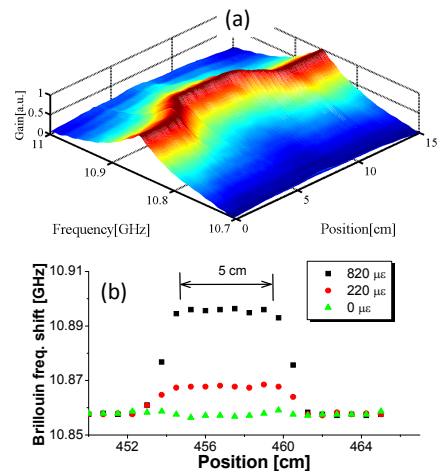 (a)
Gain[a.u.]
1
0.5
0
11
10.9
10.8
10.7
Frequency[GHz]
0
5
10
15
Position[cm]
(b)
Brillouin freq. shift [GHz]
10.91
10.89
10.87
10.85
5 cm
820 με
220 με
0 με
452
456
460
464
Position [cm]